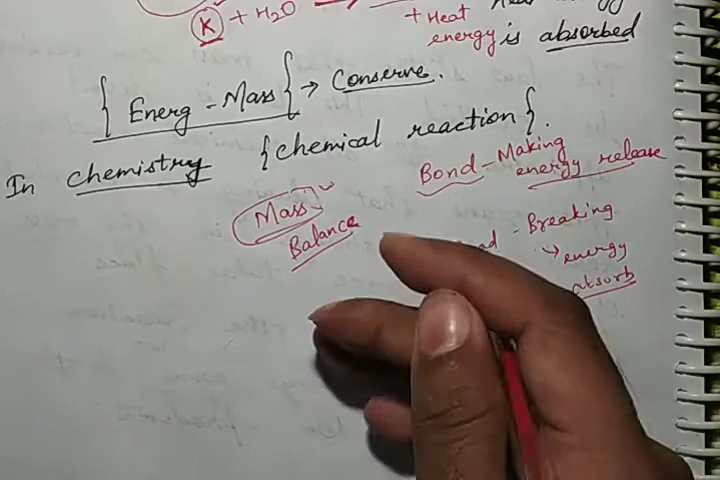 K + H2O
+ Heat
energy is absorbed
{ Energ - Mass } → Conserve.
In chemistry {chemical reaction}.
Bond - Making
energy release
Mass
Balance
- Breaking
↳ energy
absorb